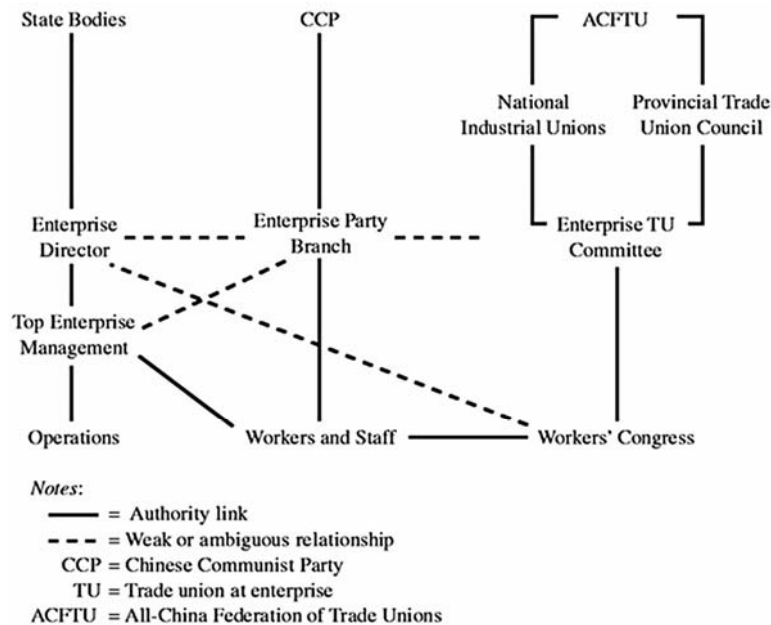 State Bodies
CCP
ACFTU
National
Industrial Unions
Provincial Trade
Union Council
Enterprise
Director
Enterprise Party
Branch
Enterprise TU
Committee
Top Enterprise
Management
Operations
Workers and Staff
Workers' Congress
Notes:
= Authority link
= Weak or ambiguous relationship
CCP = Chinese Communist Party
TU = Trade union at enterprise
ACFTU = All-China Federation of Trade Unions